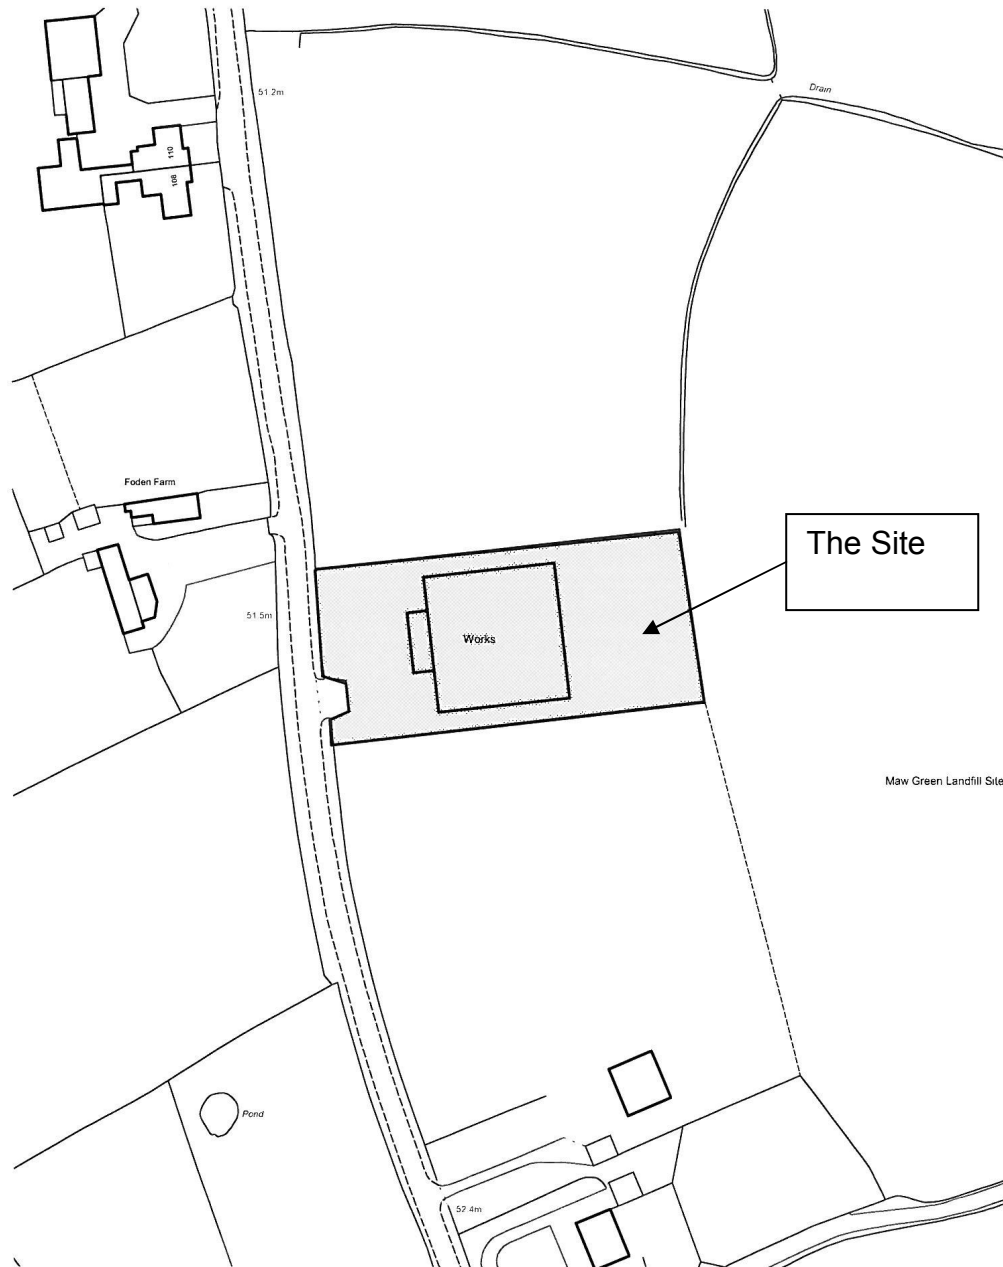 51.2m
Drain
110
108
Foden Farm
The Site
51.5m
Works
Maw Green Landfill Site
Pond
52.4m